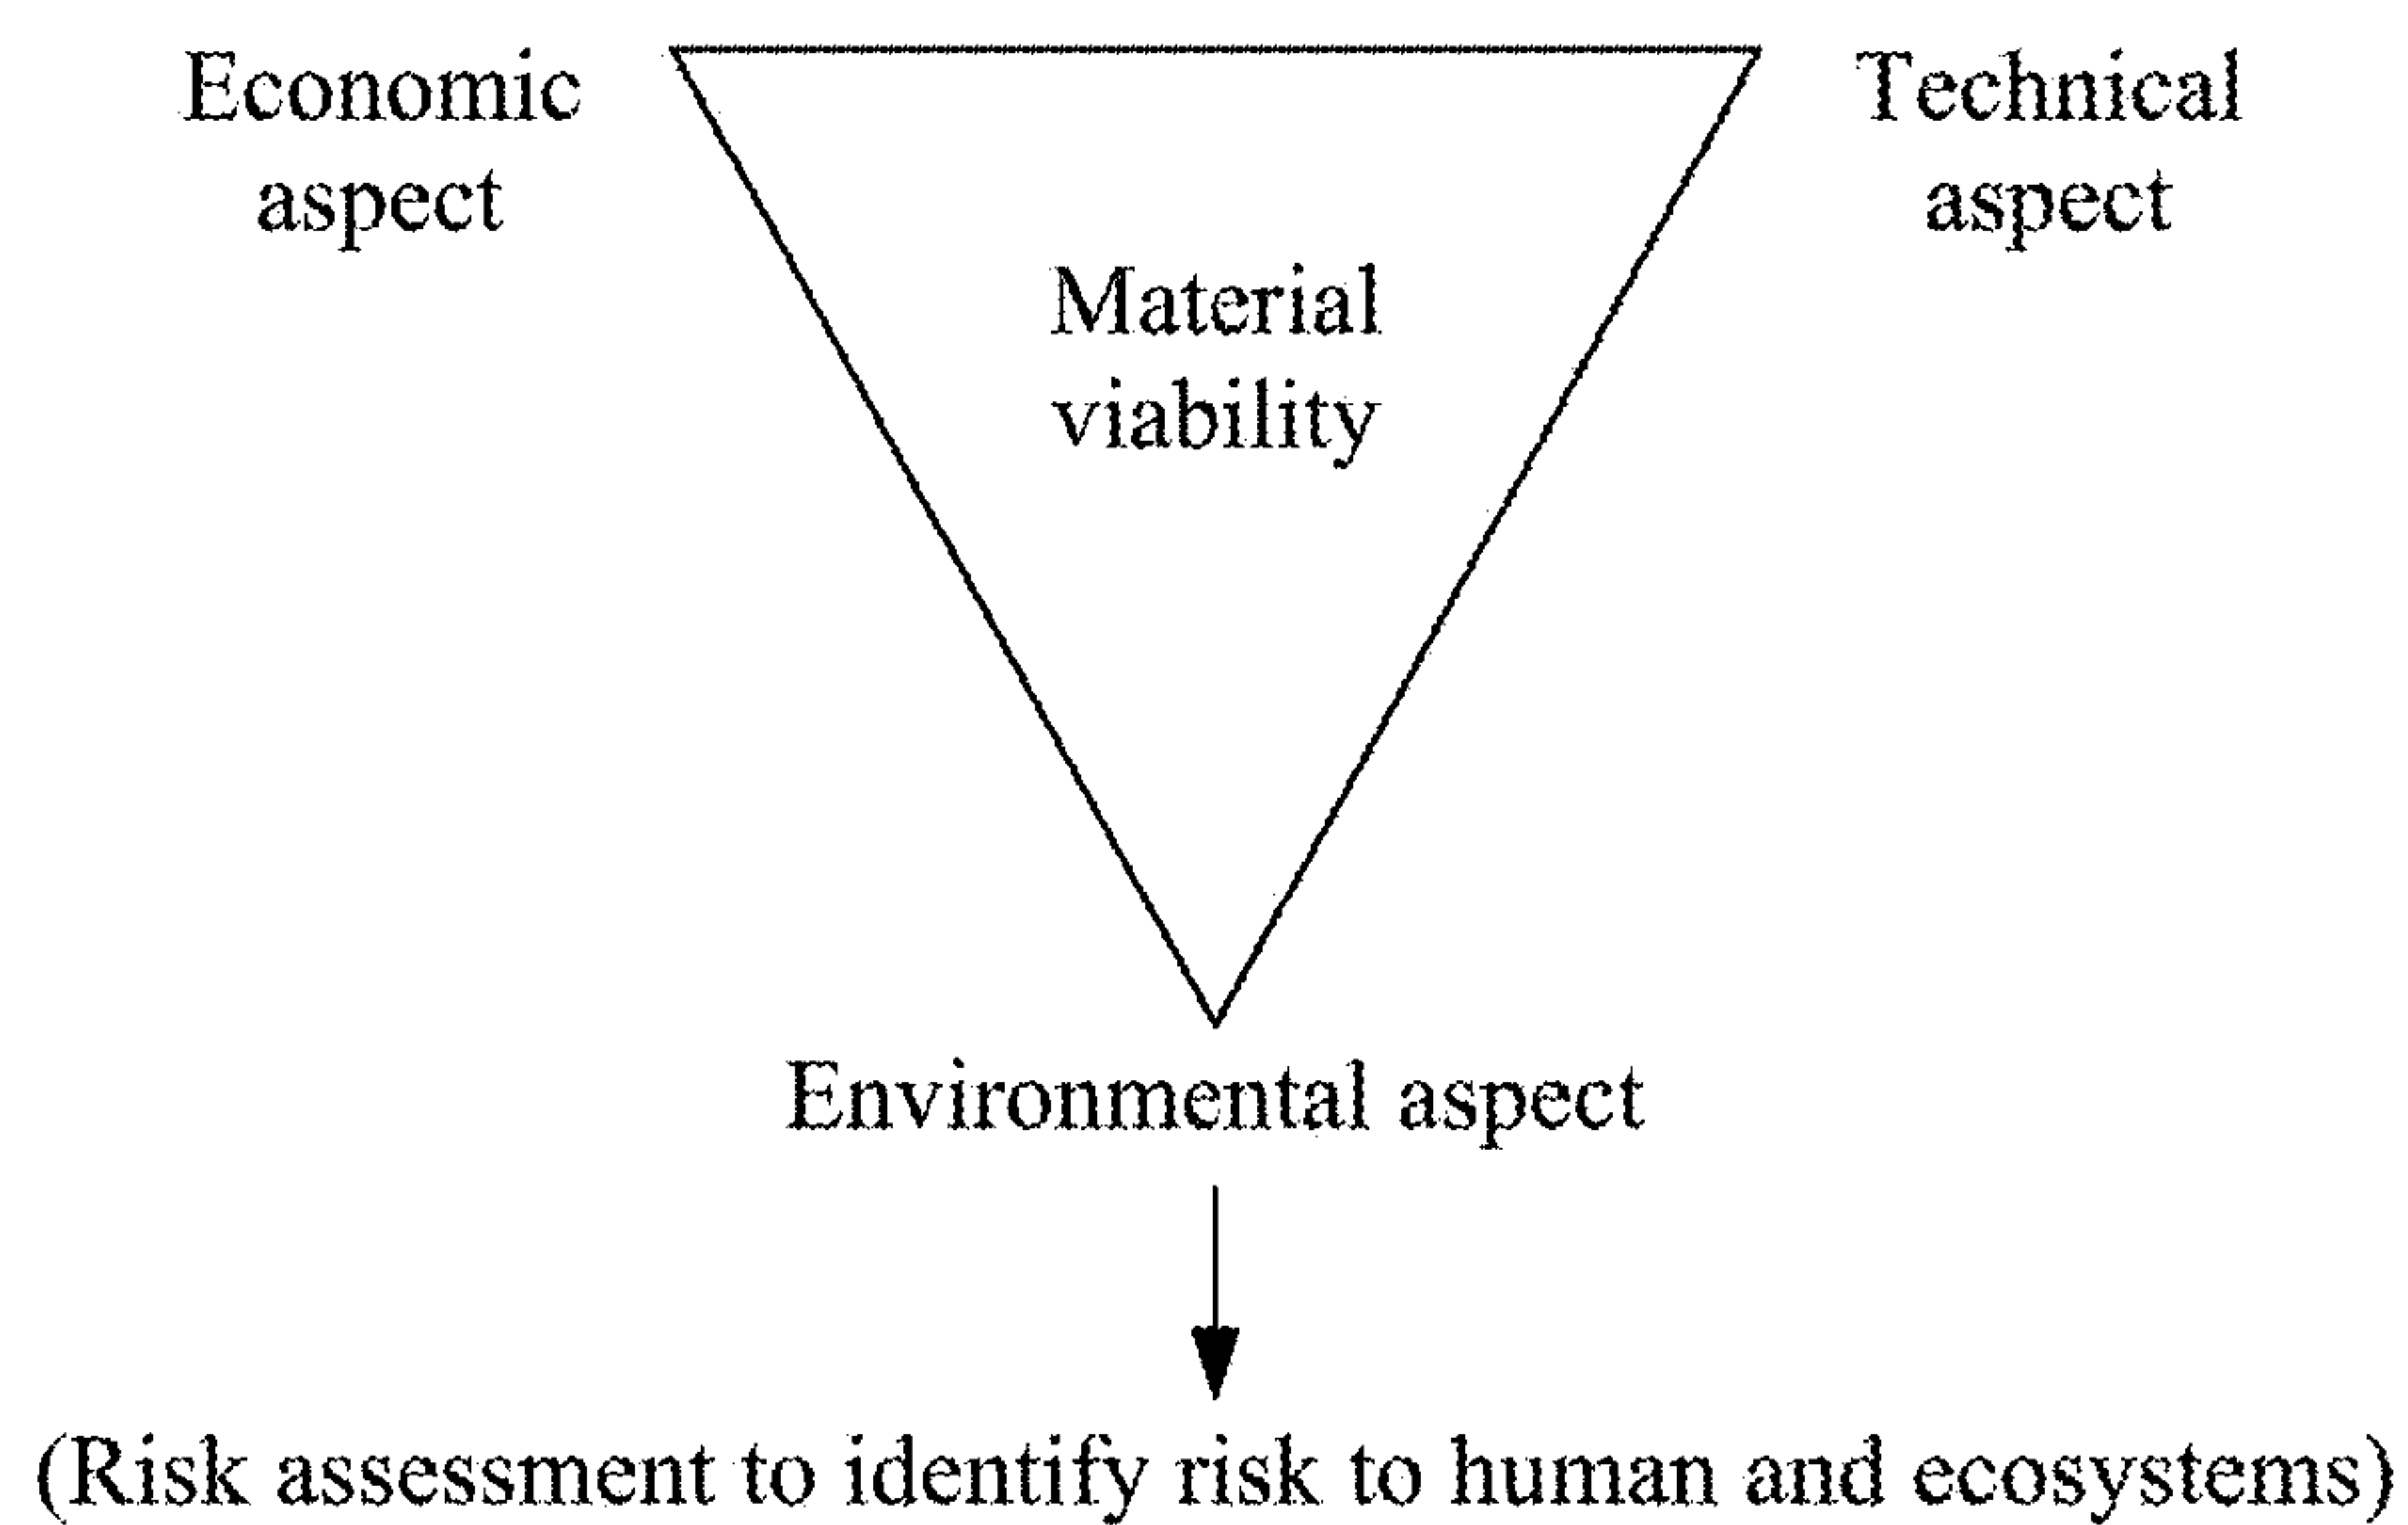 Economic
aspect
Technical
aspect
Material
viability
Environmental aspect
(Risk assessment to identify risk to human and ecosystems)